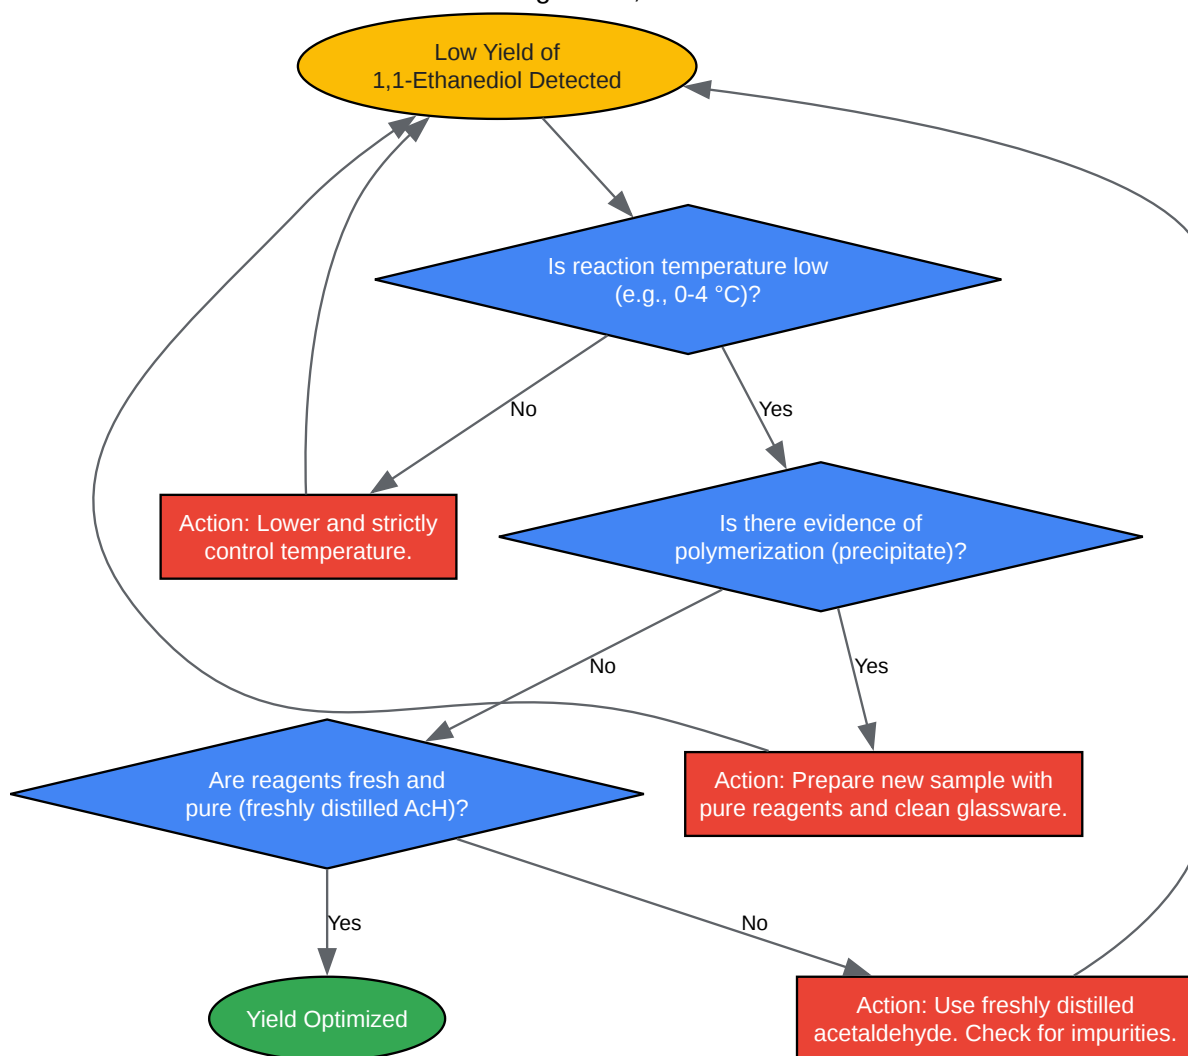 Low Yield of
1,1-Ethanediol Detected
Is reaction temperature low
(e.g., 0-4 °C)?
No
Yes
Action: Lower and strictly
control temperature.
Is there evidence of
polymerization (precipitate)?
No
Yes
Are reagents fresh and
pure (freshly distilled AcH)?
Action: Prepare new sample with
pure reagents and clean glassware.
Yes
No
Yield Optimized
Action: Use freshly distilled
acetaldehyde. Check for impurities.